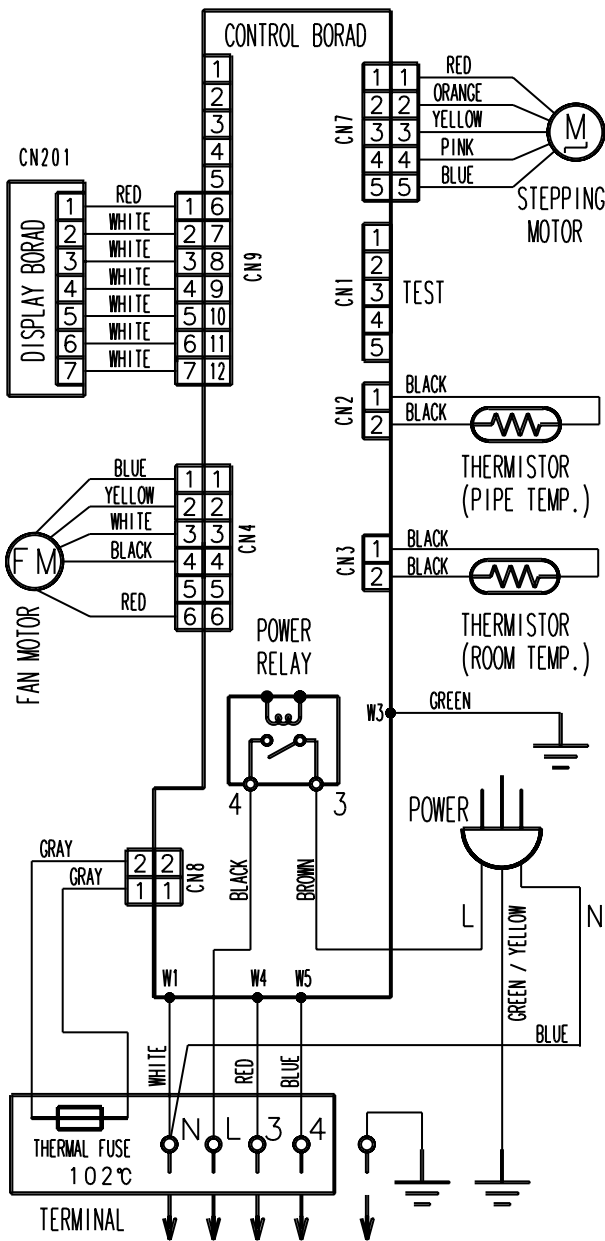 CONTROL BORAD
1
2
3
4
5
6
7
8
9
10
11
12
CN9
CN201
DISPLAY BORAD
1 RED 1
2 WHITE 2
3 WHITE 3
4 WHITE 4
5 WHITE 5
6 WHITE 6
7 WHITE 7
CN7
1 1 RED
2 2 ORANGE
3 3 YELLOW
4 4 PINK
5 5 BLUE
M
STEPPING
MOTOR
CN1
1
2
3
4
5
TEST
CN2
1 BLACK
2 BLACK
THERMISTOR
(PIPE TEMP.)
CN3
1 BLACK
2 BLACK
THERMISTOR
(ROOM TEMP.)
FM
FAN MOTOR
BLUE 1 1
YELLOW 2 2
WHITE 3 3
BLACK 4 4
5 5
RED 6 6
CN4
POWER
RELAY
4 3
W3 GREEN
POWER
L N
GREEN / YELLOW
BLUE
GRAY 2 2
GRAY 1 1
CN8
BLACK
BROWN
W1 W4 W5
WHITE
RED
BLUE
N L 3 4
THERMAL FUSE
102℃
TERMINAL